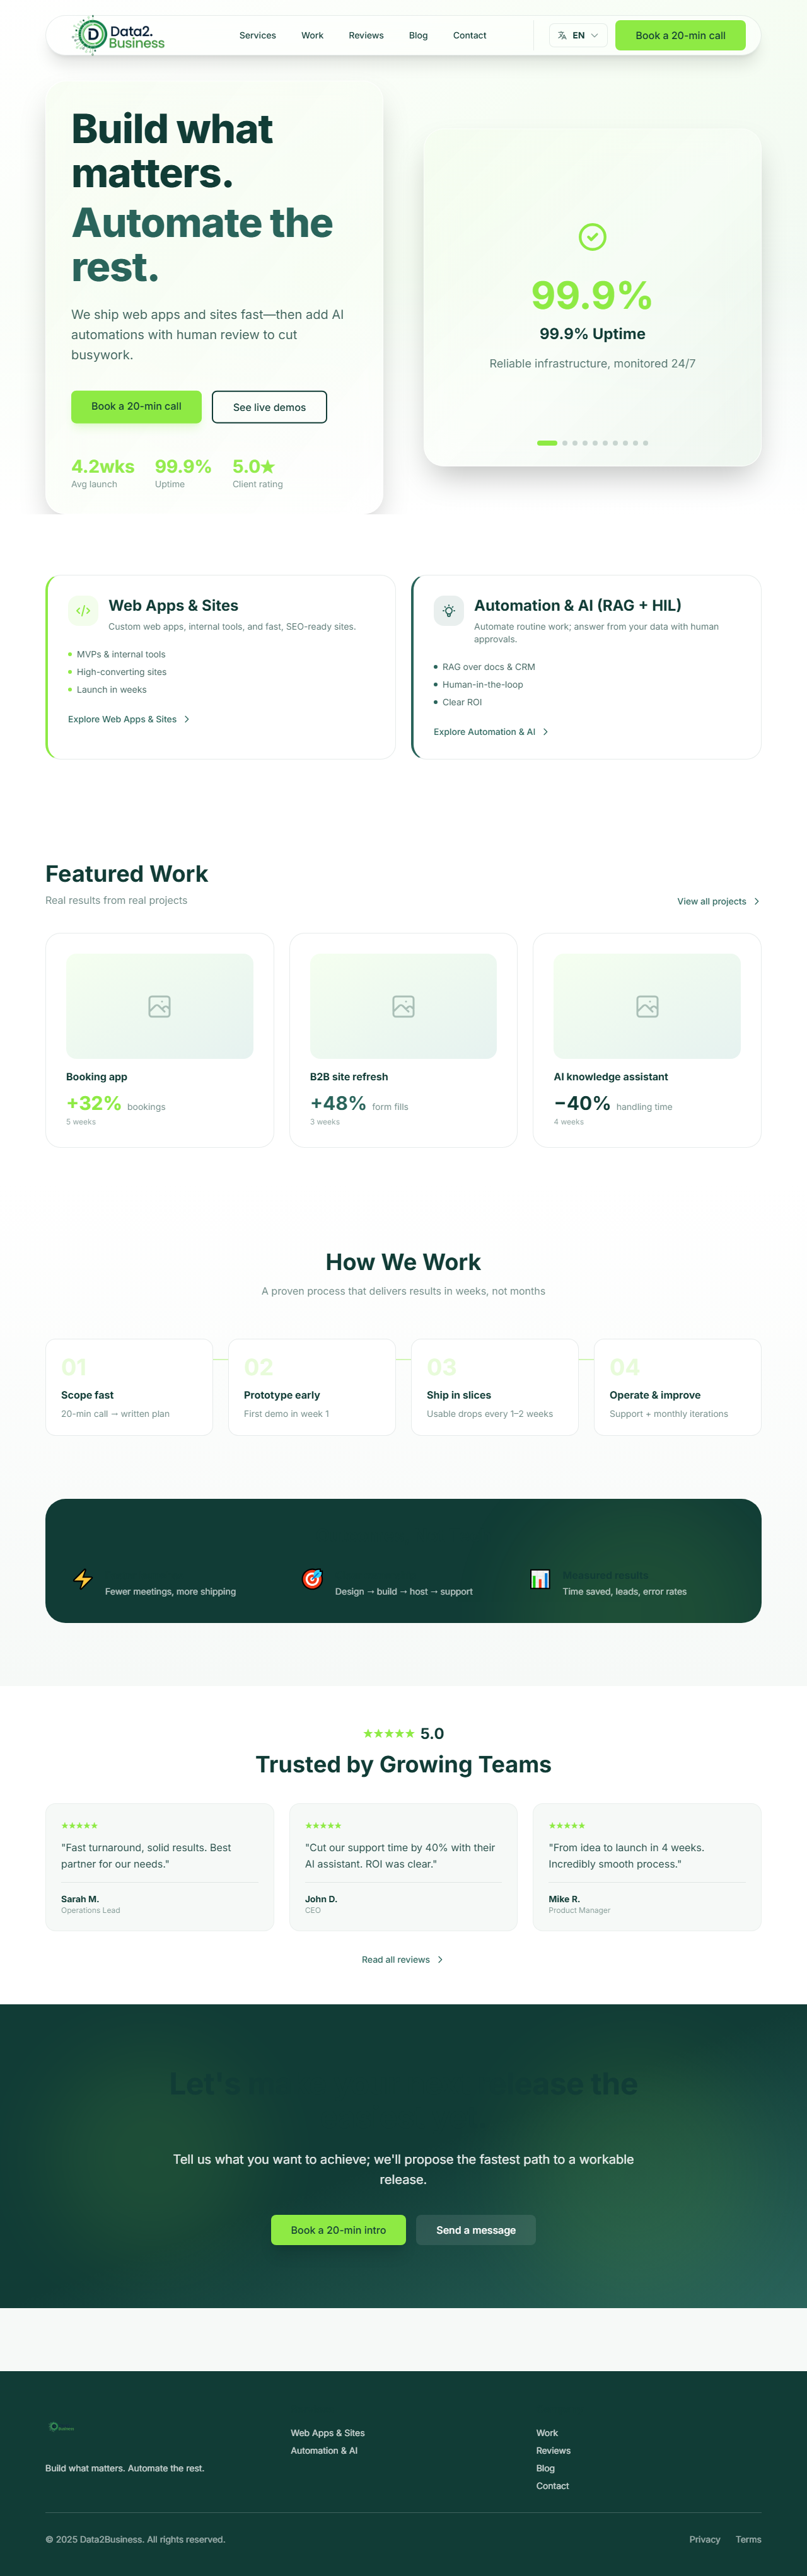 Data2.
Business
Services
Work
Reviews
Blog
Contact
EN
Book a 20-min call
Build what
matters.
Automate the
rest.
We ship web apps and sites fast—then add AI
automations with human review to cut
busywork.
Book a 20-min call
See live demos
4.2wks
99.9%
5.0★
Avg launch
Uptime
Client rating
99.9%
99.9% Uptime
Reliable infrastructure, monitored 24/7
Web Apps & Sites
Custom web apps, internal tools, and fast, SEO-ready sites.
MVPs & internal tools
High-converting sites
Launch in weeks
Explore Web Apps & Sites
Automation & AI (RAG + HIL)
Automate routine work; answer from your data with human
approvals.
RAG over docs & CRM
Human-in-the-loop
Clear ROI
Explore Automation & AI
Featured Work
Real results from real projects
View all projects
Booking app
+32% bookings
5 weeks
B2B site refresh
+48% form fills
3 weeks
AI knowledge assistant
−40% handling time
4 weeks
How We Work
A proven process that delivers results in weeks, not months
01
Scope fast
20-min call → written plan
02
Prototype early
First demo in week 1
03
Ship in slices
Usable drops every 1–2 weeks
04
Operate & improve
Support + monthly iterations
Fewer meetings, more shipping
Design → build → host → support
Measured results
Time saved, leads, error rates
★★★★★ 5.0
Trusted by Growing Teams
★★★★★
"Fast turnaround, solid results. Best
partner for our needs."
Sarah M.
Operations Lead
★★★★★
"Cut our support time by 40% with their
AI assistant. ROI was clear."
John D.
CEO
★★★★★
"From idea to launch in 4 weeks.
Incredibly smooth process."
Mike R.
Product Manager
Read all reviews
Let's the
Tell us what you want to achieve; we'll propose the fastest path to a workable
release.
Book a 20-min intro
Send a message
Build what matters. Automate the rest.
Web Apps & Sites
Automation & AI
Work
Reviews
Blog
Contact
© 2025 Data2Business. All rights reserved.
Privacy
Terms